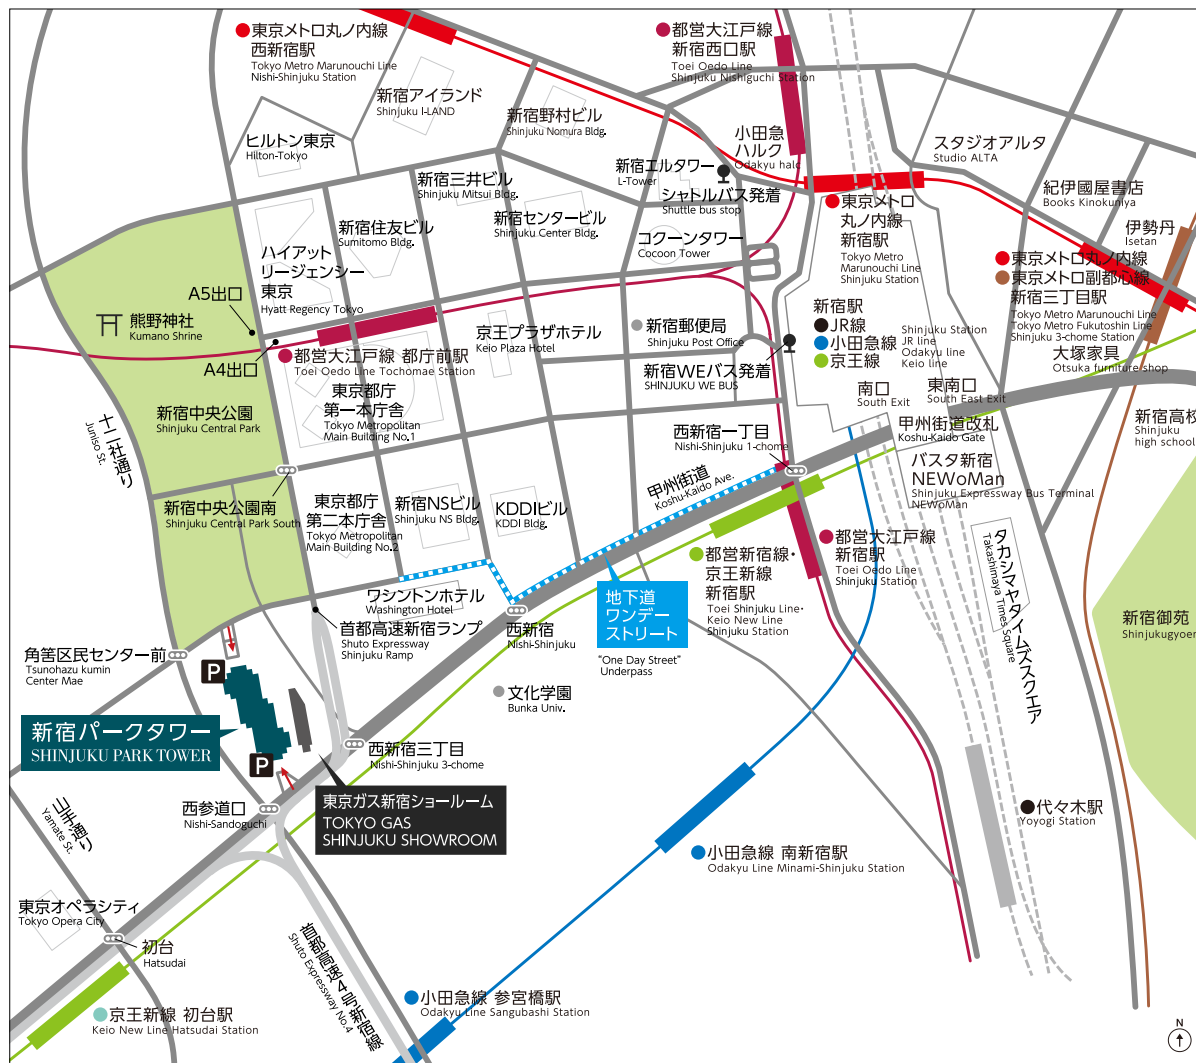 東京メトロ丸ノ内線
西新宿駅
Tokyo Metro Marunouchi Line
Nishi-Shinjuku Station
都営大江戸線
新宿西口駅
Toei Oedo Line
Shinjuku Nishiguchi Station
新宿アイランド
Shinjuku I-LAND
新宿野村ビル
Shinjuku Nomura Bldg.
ヒルトン東京
Hilton-Tokyo
小田急
ハルク
Odakyu halc
スタジオアルタ
Studio ALTA
新宿エルタワー
L-Tower
シャトルバス発着
Shuttle bus stop
新宿三井ビル
Shinjuku Mitsui Bldg.
紀伊國屋書店
Books Kinokuniya
新宿住友ビル
Sumitomo Bldg.
新宿センタービル
Shinjuku Center Bldg.
コクーンタワー
Cocoon Tower
東京メトロ
丸ノ内線
新宿駅
Tokyo Metro
Marunouchi Line
Shinjuku Station
伊勢丹
Isetan
ハイアット
リージェンシー
東京
Hyatt Regency Tokyo
東京メトロ丸ノ内線
東京メトロ副都心線
新宿三丁目駅
Tokyo Metro Marunouchi Line
Tokyo Metro Fukutoshin Line
Shinjuku 3-chome Station
A5出口
熊野神社
Kumano Shrine
A4出口
京王プラザホテル
Keio Plaza Hotel
新宿郵便局
Shinjuku Post Office
新宿駅
JR線
小田急線
京王線
Shinjuku Station
JR line
Odakyu line
Keio line
大塚家具
Otsuka furniture shop
都営大江戸線 都庁前駅
Toei Oedo Line Tochomae Station
新宿WEバス発着
SHINJUKU WE BUS
南口
South Exit
東南口
South East Exit
東京都庁
第一本庁舎
Tokyo Metropolitan
Main Building No.1
新宿中央公園
Shinjuku Central Park
十二社通り
Juniso St.
新宿高校
Shinjuku
high school
甲州街道改札
Koshu-Kaido Gate
西新宿一丁目
Nishi-Shinjuku 1-chome
バスタ新宿
NEWoMan
Shinjuku Expressway Bus Terminal
NEWoMan
甲州街道
Koshu-Kaido Ave.
新宿中央公園南
Shinjuku Central Park South
東京都庁
第二本庁舎
Tokyo Metropolitan
Main Building No.2
新宿NSビル
Shinjuku NS Bldg.
KDDIビル
KDDI Bldg.
都営大江戸線
新宿駅
Toei Oedo Line
Shinjuku Station
都営新宿線・
京王新線
新宿駅
Toei Shinjuku Line・
Keio New Line
Shinjuku Station
タカシマヤタイムズスクエア
Takashimaya Times Square
ワシントンホテル
Washington Hotel
地下道
ワンデー
ストリート
"One Day Street"
Underpass
新宿御苑
Shinjukugyoen
首都高速新宿ランプ
Shuto Expressway
Shinjuku Ramp
西新宿
Nishi-Shinjuku
角筈区民センター前
Tsunohazu kumin
Center Mae
P
文化学園
Bunka Univ.
新宿パークタワー
SHINJUKU PARK TOWER
西新宿三丁目
Nishi-Shinjuku 3-chome
P
東京ガス新宿ショールーム
TOKYO GAS
SHINJUKU SHOWROOM
西参道口
Nishi-Sandoguchi
山手通り
Yamate St.
代々木駅
Yoyogi Station
小田急線 南新宿駅
Odakyu Line Minami-Shinjuku Station
東京オペラシティ
Tokyo Opera City
初台
Hatsudai
首都高速4号新宿線
Shuto Expressway No.4
小田急線 参宮橋駅
Odakyu Line Sangubashi Station
京王新線 初台駅
Keio New Line Hatsudai Station
N